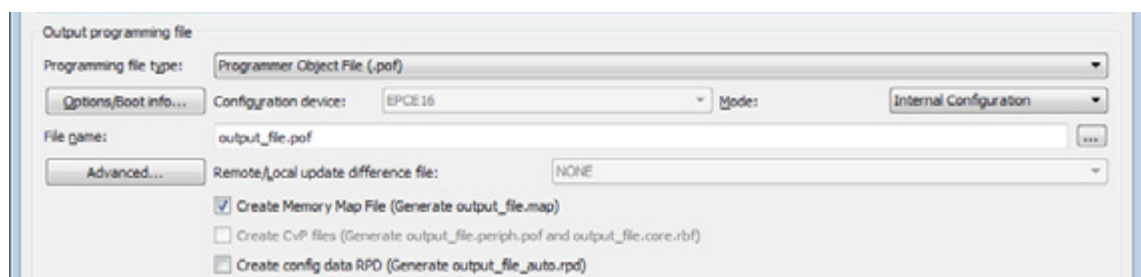 Output programming file
Programming file type: Programmer Object File (.pof)
Options/Boot info... Configuration device: EPCE16 Mode: Internal Configuration
File name: output_file.pof ...
Advanced... Remote/Local update difference file: NONE
Create Memory Map File (Generate output_file.map)
Create CvP files (Generate output_file.periph.pof and output_file.core.rbf)
Create config data RPD (Generate output_file_auto.rpd)